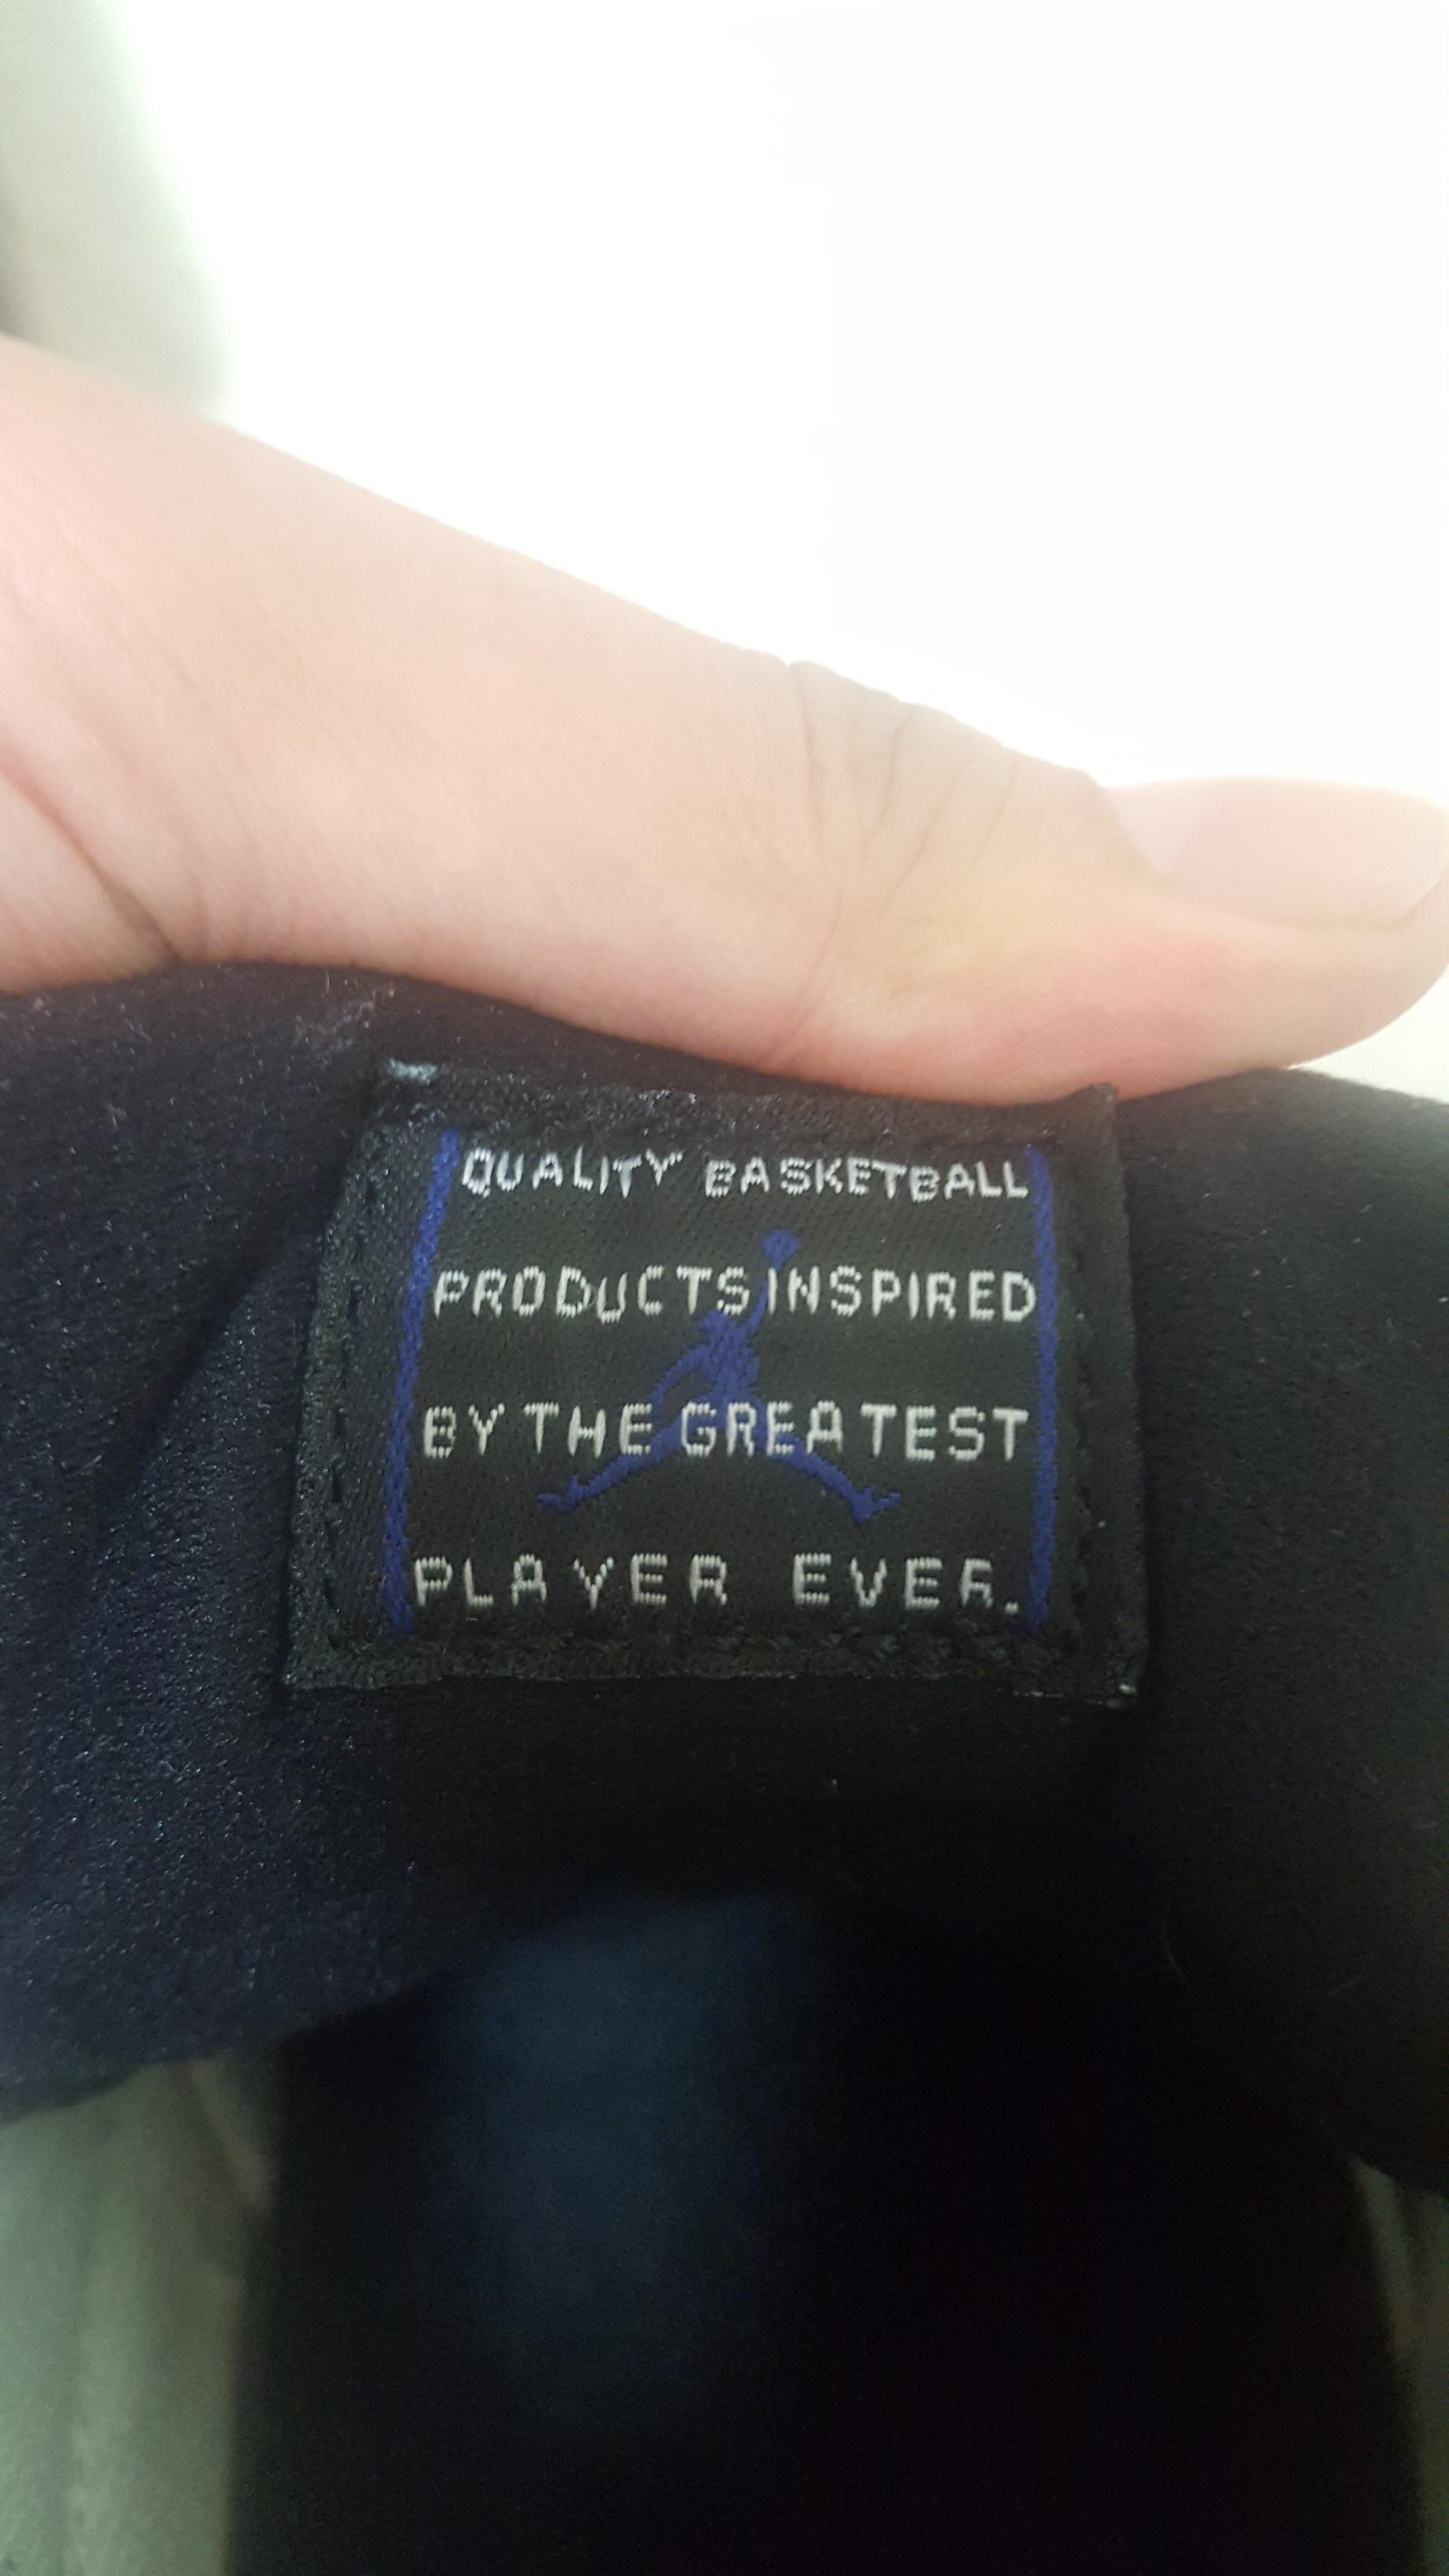 QUALITY BASKETBALL
PRODUCTS INSPIRED
BY THE GREATEST
PLAYER EVER.